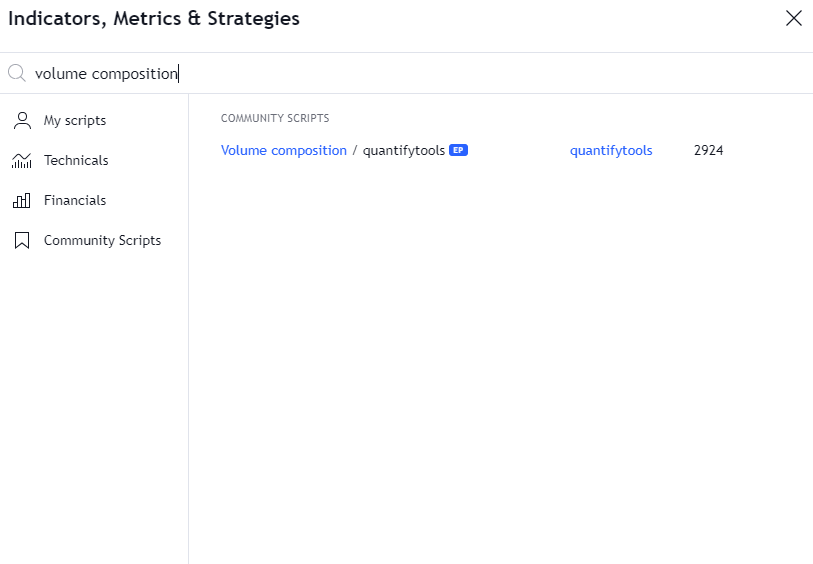 Indicators, Metrics & Strategies
volume composition
My scripts
Technicals
Financials
Community Scripts
COMMUNITY SCRIPTS
Volume composition / quantifytools EP quantifytools 2924